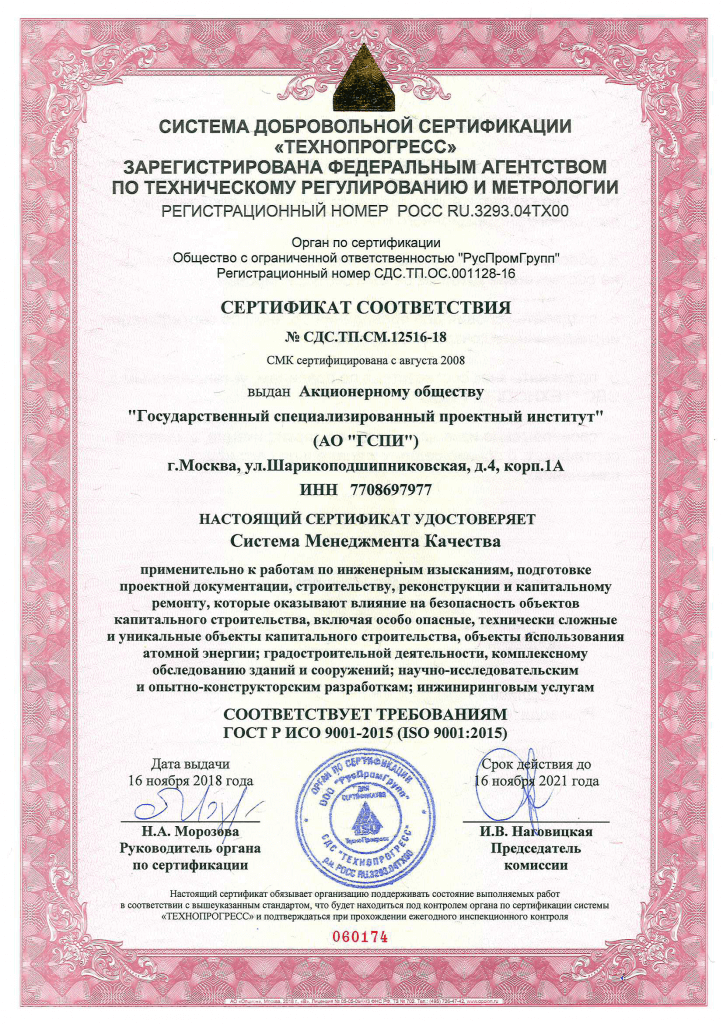 СИСТЕМА ДОБРОВОЛЬНОЙ СЕРТИФИКАЦИИ
«ТЕХНОПРОГРЕСС»
ЗАРЕГИСТРИРОВАНА ФЕДЕРАЛЬНЫМ АГЕНТСТВОМ
ПО ТЕХНИЧЕСКОМУ РЕГУЛИРОВАНИЮ И МЕТРОЛОГИИ
РЕГИСТРАЦИОННЫЙ НОМЕР РОСС RU.3293.04ТХ00
Орган по сертификации
Общество с ограниченной ответственностью "РусПромГрупп"
Регистрационный номер СДС.ТП.ОС.001128-16
СЕРТИФИКАТ СООТВЕТСТВИЯ
№ СДС.ТП.СМ.12516-18
СМК сертифицирована с августа 2008
выдан Акционерному обществу
"Государственный специализированный проектный институт"
(АО "ГСПИ")
г.Москва, ул.Шарикоподшипниковская, д.4, корп.1А
ИНН 7708697977
НАСТОЯЩИЙ СЕРТИФИКАТ УДОСТОВЕРЯЕТ
Система Менеджмента Качества
применительно к работам по инженерным изысканиям, подготовке
проектной документации, строительству, реконструкции и капитальному
ремонту, которые оказывают влияние на безопасность объектов
капитального строительства, включая особо опасные, технически сложные
и уникальные объекты капитального строительства, объекты использования
атомной энергии; градостроительной деятельности, комплексному
обследованию зданий и сооружений; научно-исследовательским
и опытно-конструкторским разработкам; инжиниринговым услугам
СООТВЕТСТВУЕТ ТРЕБОВАНИЯМ
ГОСТ Р ИСО 9001-2015 (ISO 9001:2015)
Дата выдачи
16 ноября 2018 года
Н.А. Морозова
Руководитель органа
по сертификации
ОРГАН ПО СЕРТИФИКАЦИИ
ООО "РусПромГрупп"
ДЛЯ
СЕРТИФИКАТОВ
ISO
ТехноПрогресс
СДС "ТЕХНОПРОГРЕСС"
р.н. РОСС RU.3293.04ТХ00
Срок действия до
16 ноября 2021 года
И.В. Наговицкая
Председатель
комиссии
Настоящий сертификат обязывает организацию поддерживать состояние выполняемых работ
в соответствии с вышеуказанным стандартом, что будет находиться под контролем органа по сертификации системы
«ТЕХНОПРОГРЕСС» и подтверждаться при прохождении ежегодного инспекционного контроля
060174